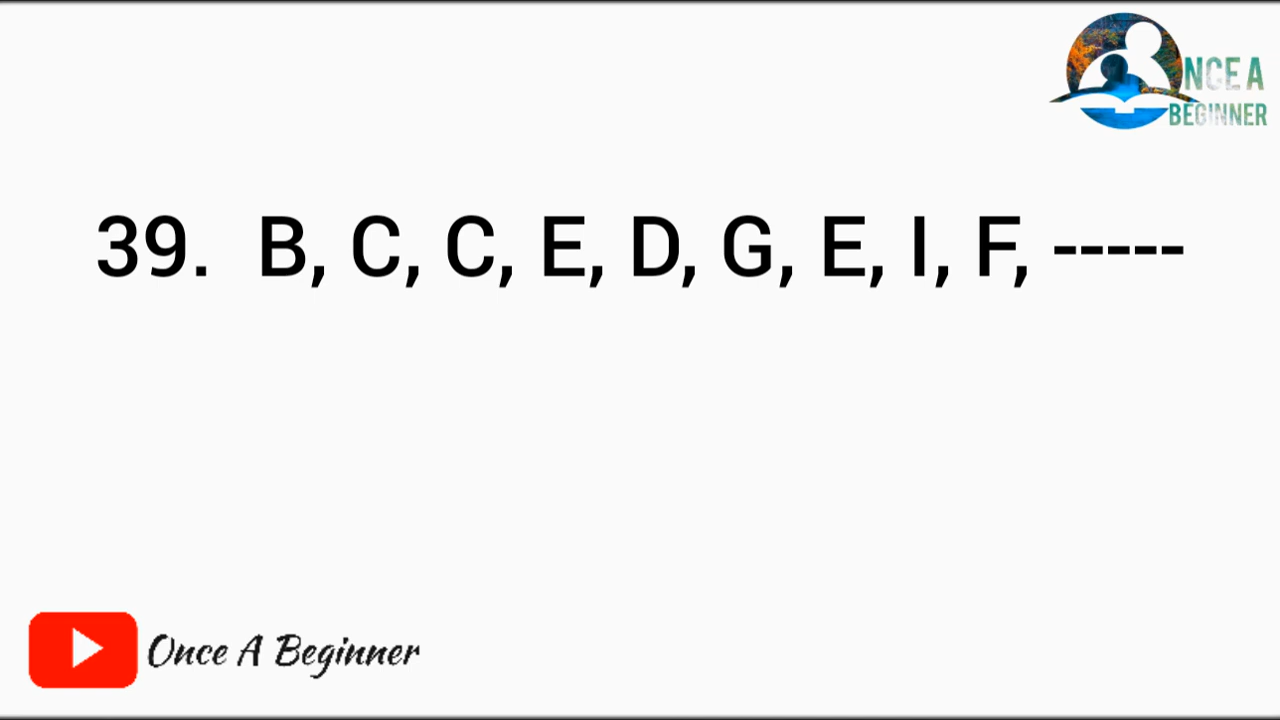 NCE A
BEGINNER
39. B, C, C, E, D, G, E, I, F, -----
Once A Beginner